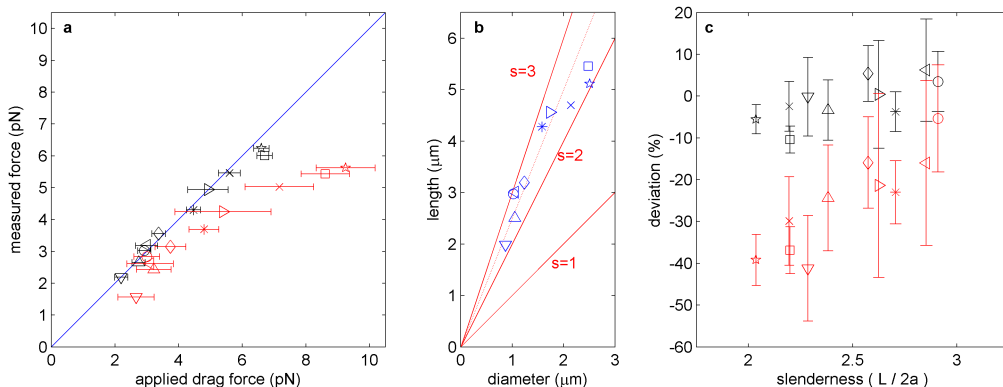 a
10
9
8
7
6
5
4
3
2
1
0
0 2 4 6 8 10
measured force (pN)
applied drag force (pN)
b
6
5
4
3
2
1
0
0 1 2 3
length (μm)
diameter (μm)
s=3
s=2
s=1
c
20
10
0
-10
-20
-30
-40
-50
-60
2 2.5 3
deviation (%)
slenderness ( L / 2a )